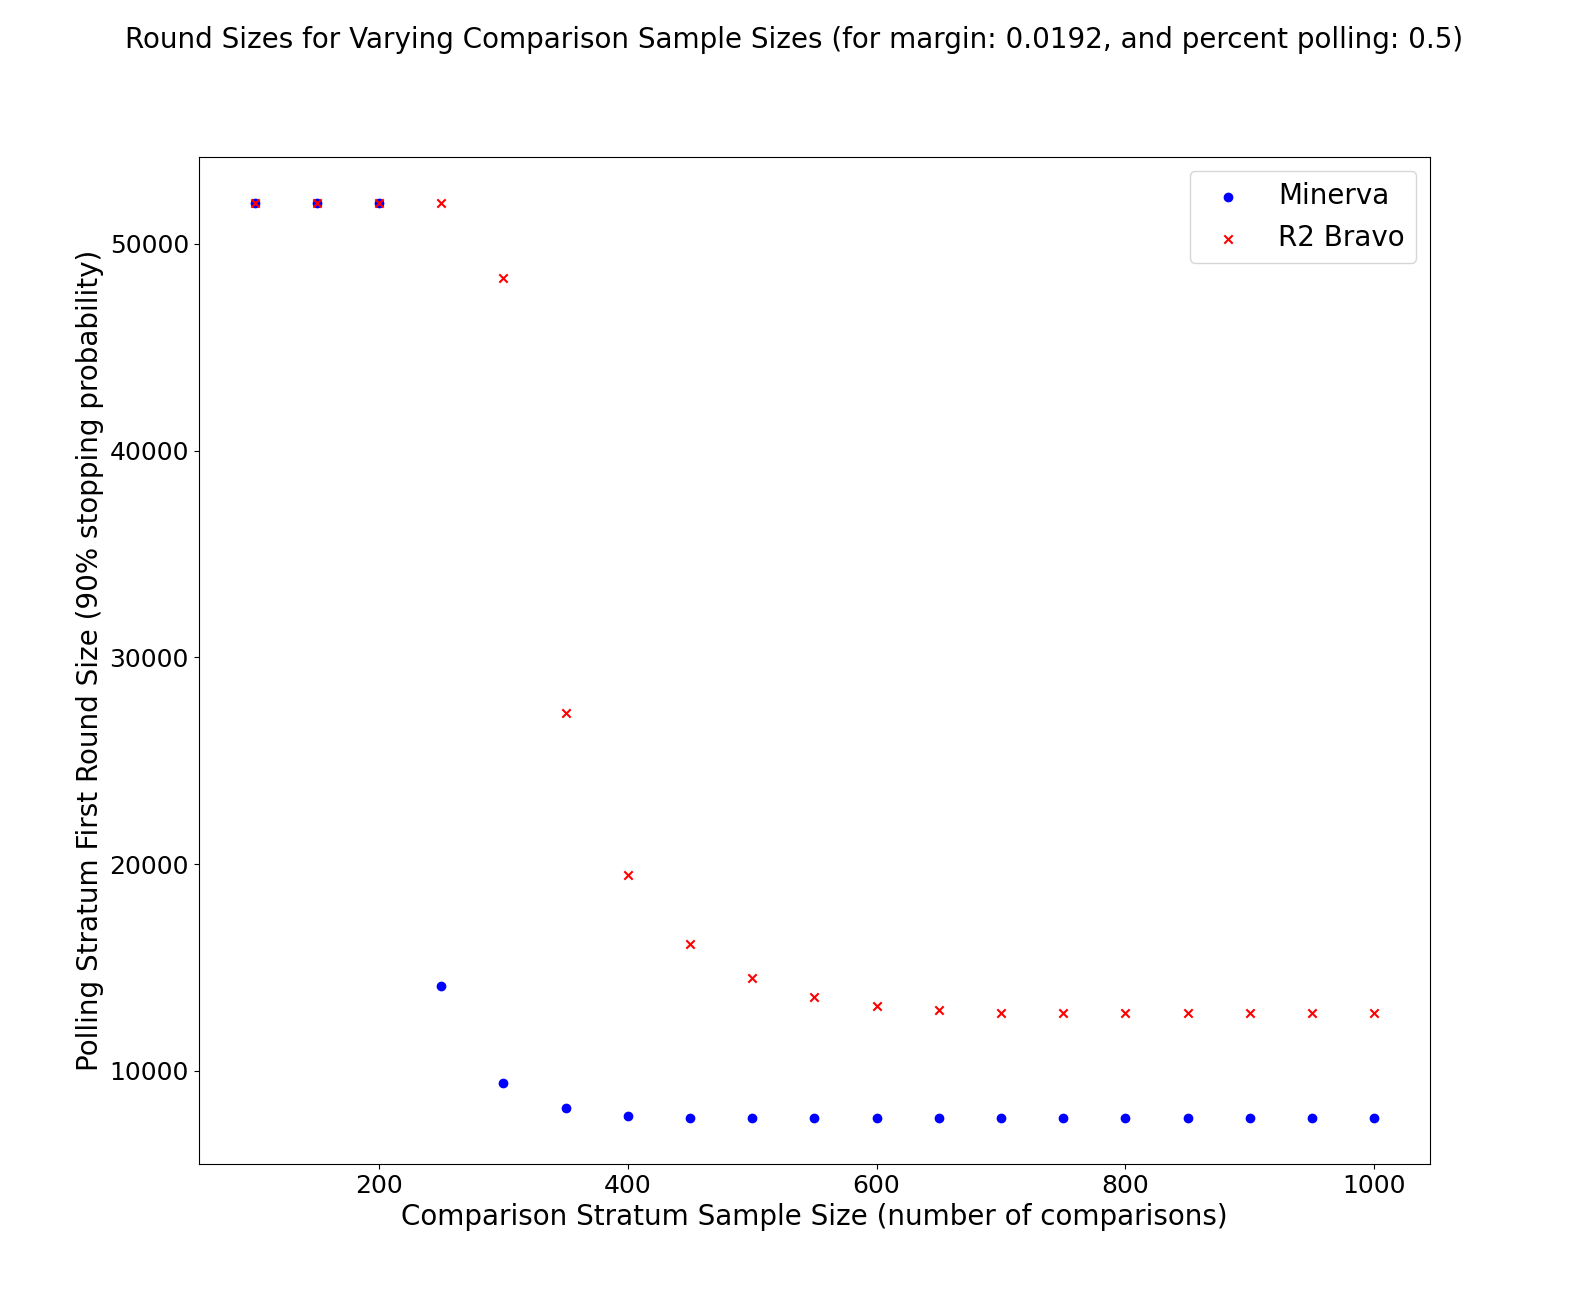 Round Sizes for Varying Comparison Sample Sizes (for margin: 0.0192, and percent polling: 0.5)
Minerva
R2 Bravo
Polling Stratum First Round Size (90% stopping probability)
50000
40000
30000
20000
10000
200 400 600 800 1000
Comparison Stratum Sample Size (number of comparisons)